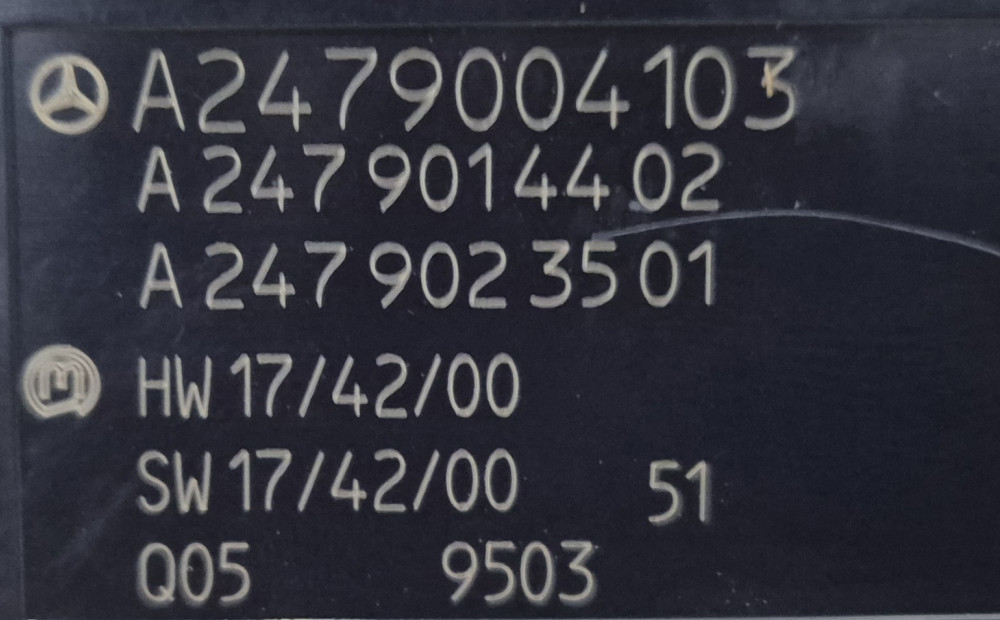 A2479004103
A 247 901 44 02
A 247 902 35 01
HW 17/42/00
SW 17/42/00 51
Q05 9503